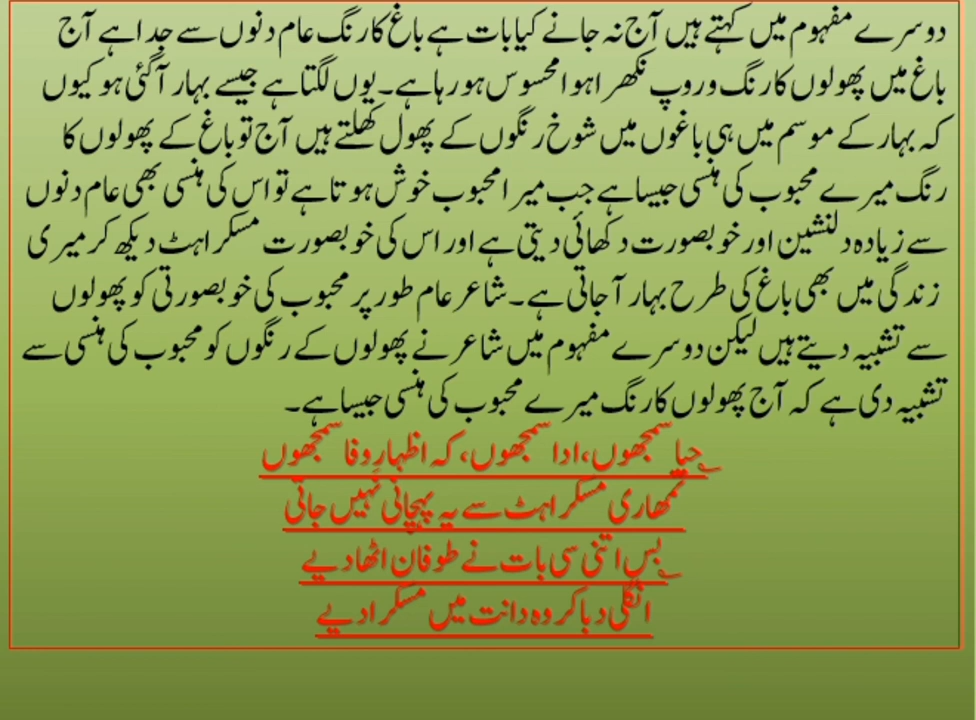 دوسرے مفہوم میں کہتے ہیں آج نہ جانے کیا بات ہے باغ کا رنگ عام دنوں سے جدا ہے آج
باغ میں پھولوں کا رنگ و روپ نکھرا ہوا محسوس ہو رہا ہے۔ یوں لگتا ہے جیسے بہار آگئی ہو کیوں
کہ بہار کے موسم میں ہی باغوں میں شوخ رنگوں کے پھول کھلتے ہیں آج تو باغ کے پھولوں کا
رنگ میرے محبوب کی ہنسی جیسا ہے جب میرا محبوب خوش ہوتا ہے تو اس کی ہنسی بھی عام دنوں
سے زیادہ دلنشین اور خوبصورت دکھائی دیتی ہے اور اس کی خوبصورت مسکراہٹ دیکھ کر میری
زندگی میں بھی باغ کی طرح بہار آجاتی ہے۔ شاعر عام طور پر محبوب کی خوبصورتی کو پھولوں
سے تشبیہ دیتے ہیں لیکن دوسرے مفہوم میں شاعر نے پھولوں کے رنگوں کو محبوب کی ہنسی سے
تشبیہ دی ہے کہ آج پھولوں کا رنگ میرے محبوب کی ہنسی جیسا ہے۔
؎حیا سمجھوں، ادا سمجھوں، کہ اظہارِ وفا سمجھوں
تمھاری مسکراہٹ سے یہ پہچانی نہیں جاتی
؎بس اتنی سی بات نے طوفان اٹھا دیے
انگلی دبا کر وہ دانت میں مسکرا دیے